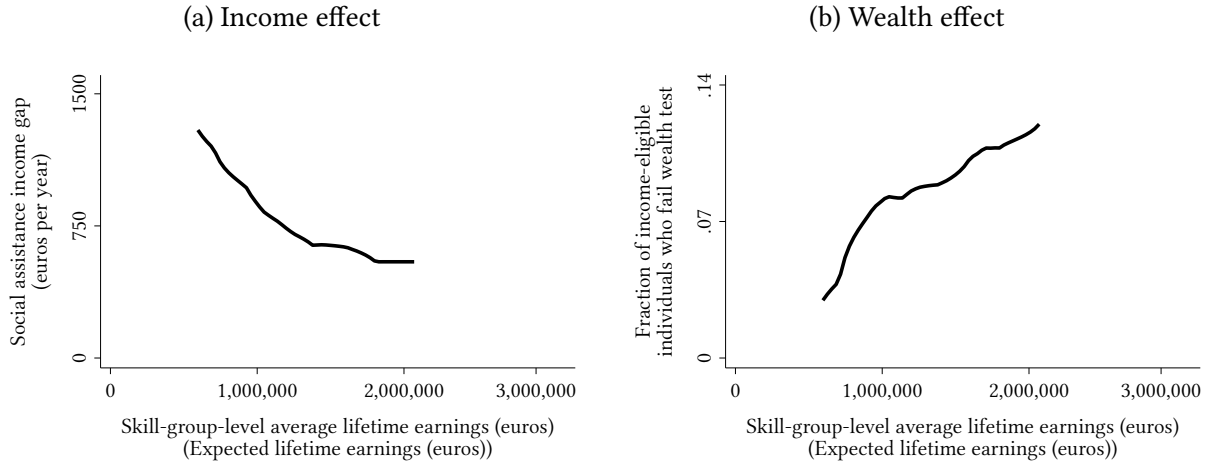 (a) Income effect
Social assistance income gap
(euros per year)
1500
750
0
0 1,000,000 2,000,000 3,000,000
Skill-group-level average lifetime earnings (euros)
(Expected lifetime earnings (euros))
(b) Wealth effect
Fraction of income-eligible
individuals who fail wealth test
.14
.07
0
0 1,000,000 2,000,000 3,000,000
Skill-group-level average lifetime earnings (euros)
(Expected lifetime earnings (euros))